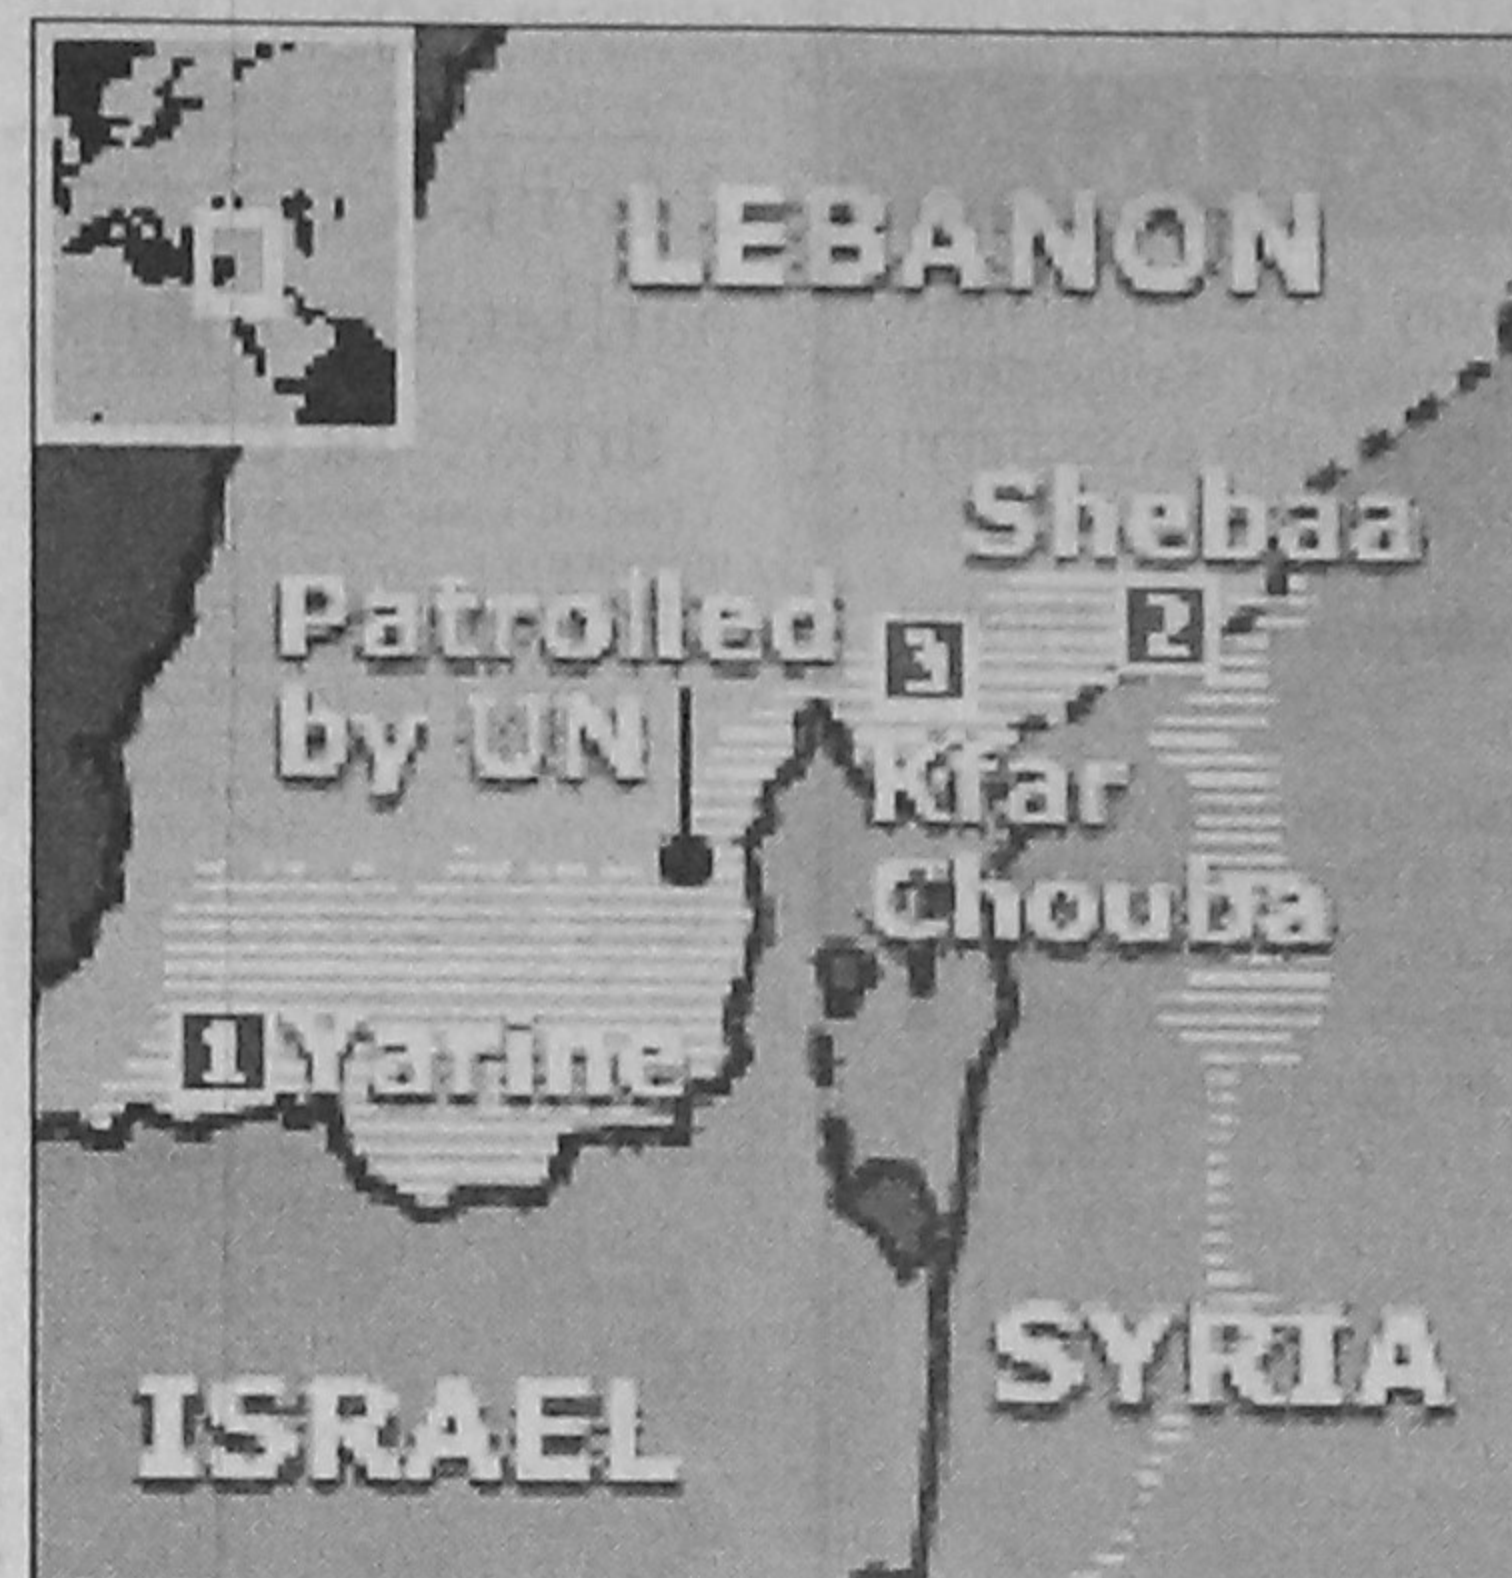 LEBANON
Shebaa
2
Patrolled
by UN
3
Kfar
Chouba
1 Yarine
SYRIA
ISRAEL